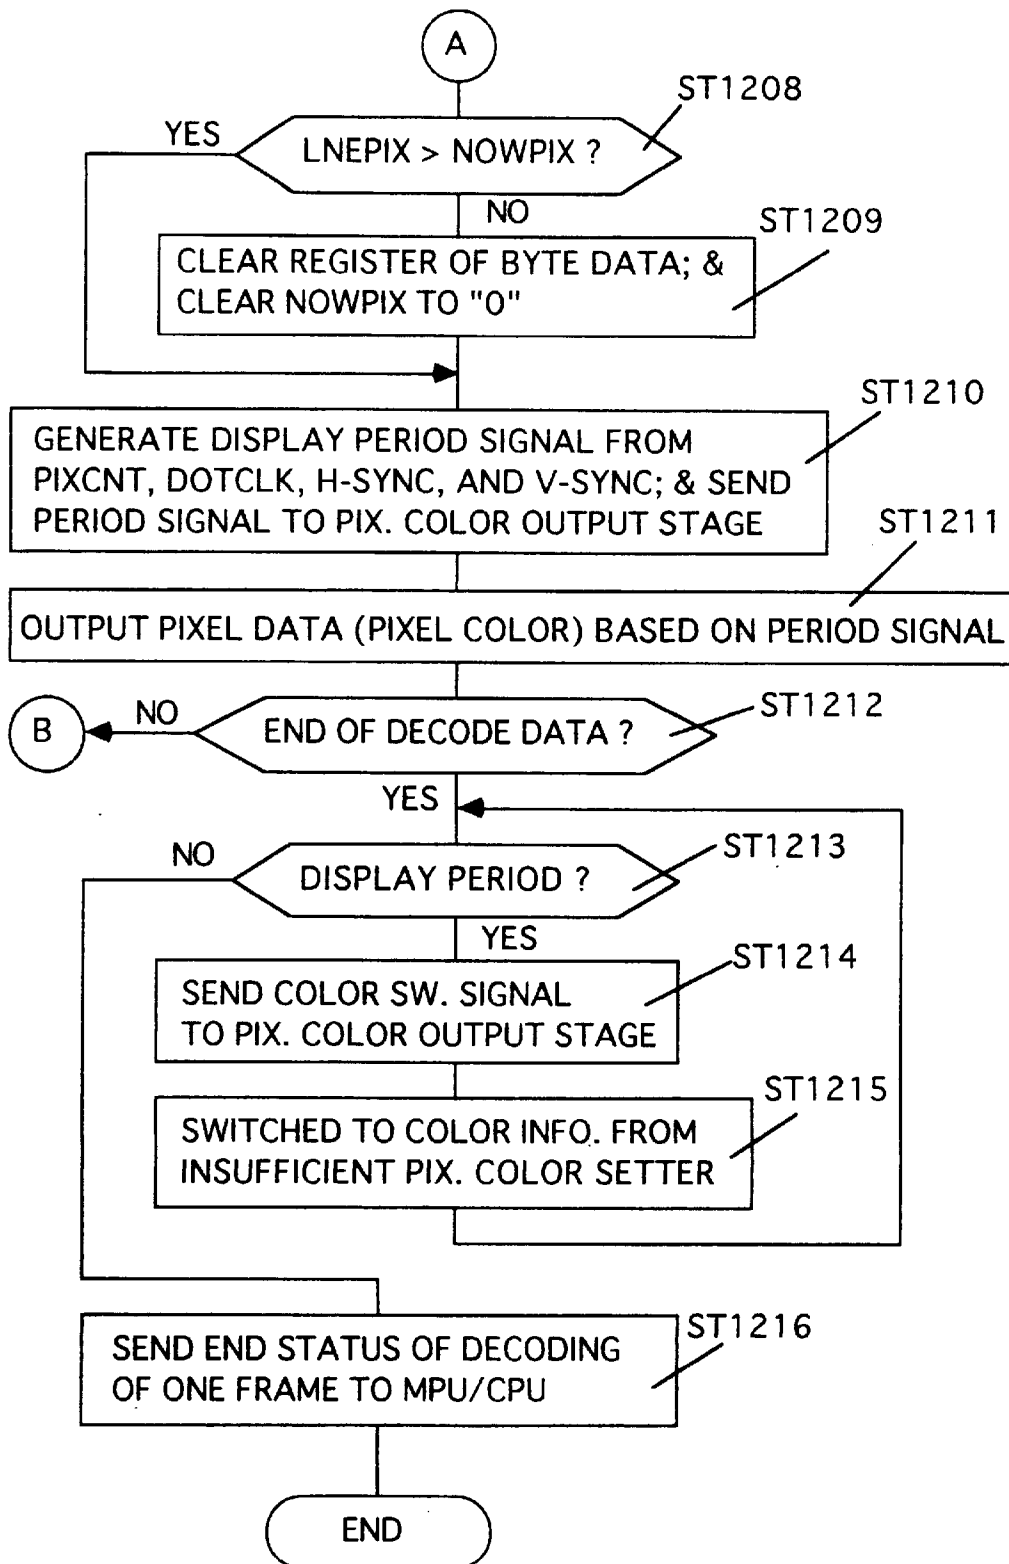 A
ST1208
YES
LNEPIX > NOWPIX ?
NO
ST1209
CLEAR REGISTER OF BYTE DATA; &
CLEAR NOWPIX TO "0"
ST1210
GENERATE DISPLAY PERIOD SIGNAL FROM
PIXCNT, DOTCLK, H-SYNC, AND V-SYNC; & SEND
PERIOD SIGNAL TO PIX. COLOR OUTPUT STAGE
ST1211
OUTPUT PIXEL DATA (PIXEL COLOR) BASED ON PERIOD SIGNAL
ST1212
B
NO
END OF DECODE DATA ?
YES
ST1213
NO
DISPLAY PERIOD ?
YES
ST1214
SEND COLOR SW. SIGNAL
TO PIX. COLOR OUTPUT STAGE
ST1215
SWITCHED TO COLOR INFO. FROM
INSUFFICIENT PIX. COLOR SETTER
ST1216
SEND END STATUS OF DECODING
OF ONE FRAME TO MPU/CPU
END